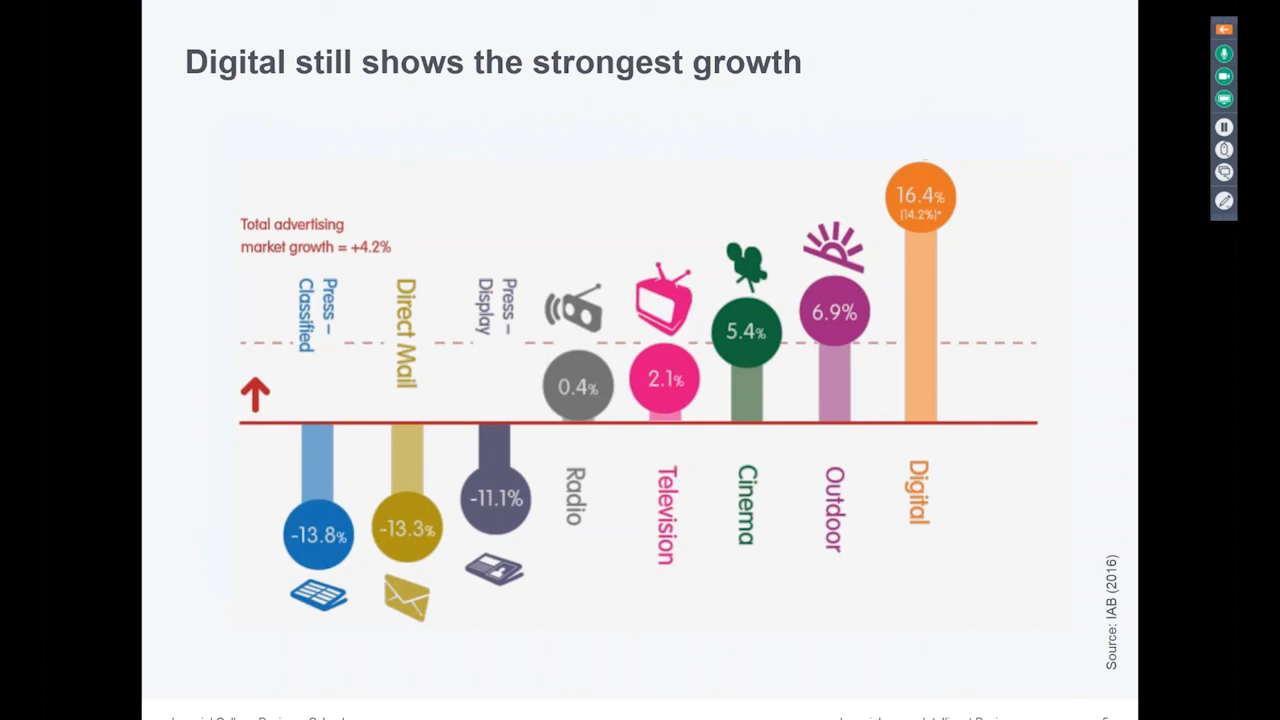 Digital still shows the strongest growth
Total advertising
market growth = +4.2%
Press –
Classified
Direct Mail
Press –
Display
0.4%
2.1%
5.4%
6.9%
16.4%
(14.2%)*
-13.8%
-13.3%
-11.1%
Radio
Television
Cinema
Outdoor
Digital
Source: IAB (2016)